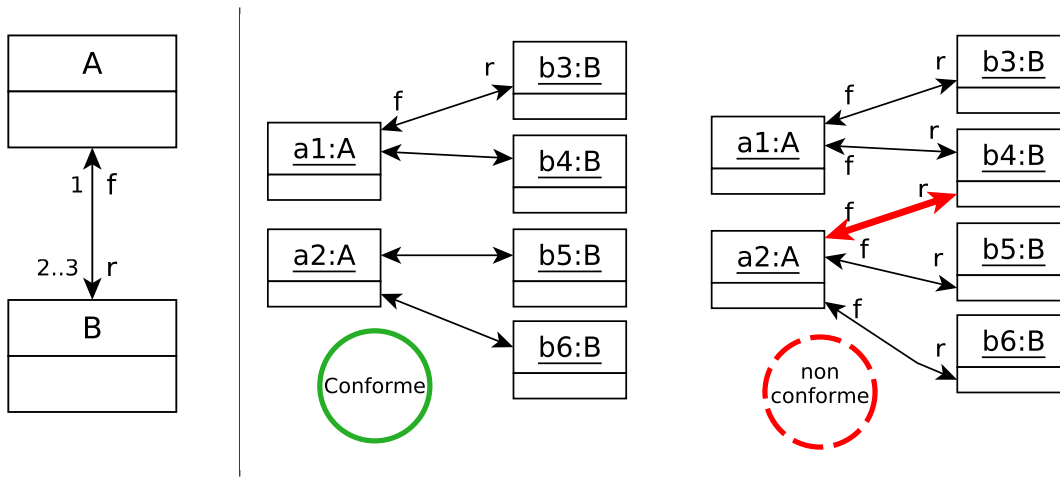 A
1
f
2..3
r
B
r
b3:B
f
a1:A
b4:B
a2:A
b5:B
b6:B
Conforme
r
b3:B
f
a1:A
r
b4:B
f
r
f
a2:A
f
r
b5:B
f
r
b6:B
non
conforme